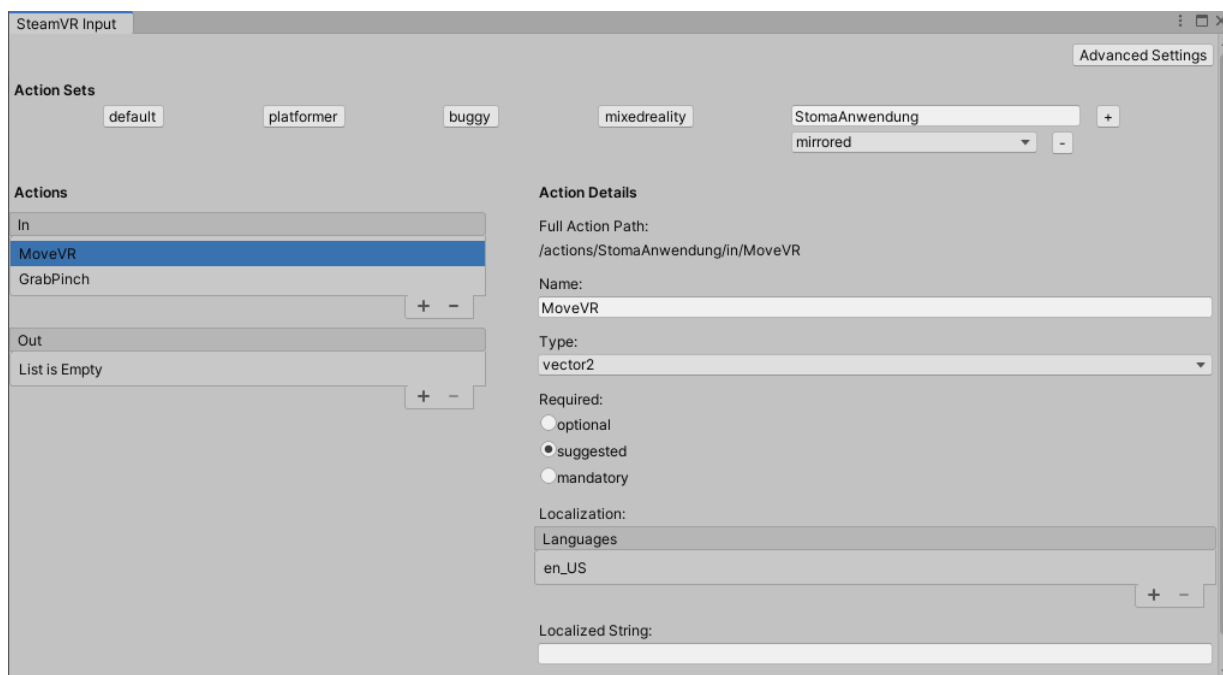 SteamVR Input
Advanced Settings
Action Sets
default platformer buggy mixedreality StomaAnwendung +
mirrored -
Actions
In
MoveVR
GrabPinch
+ -
Out
List is Empty
+ -
Action Details
Full Action Path:
/actions/StomaAnwendung/in/MoveVR
Name:
MoveVR
Type:
vector2
Required:
optional
suggested
mandatory
Localization:
Languages
en_US
+ -
Localized String: